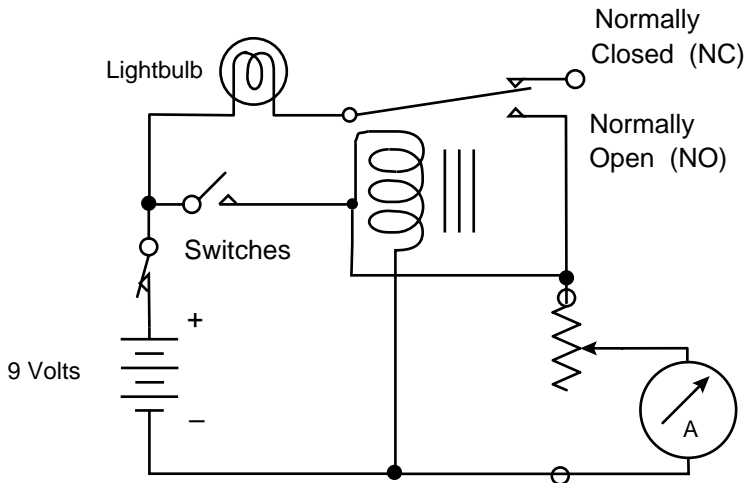 Normally
Closed (NC)
Lightbulb
Normally
Open (NO)
Switches
+
9 Volts
−
A